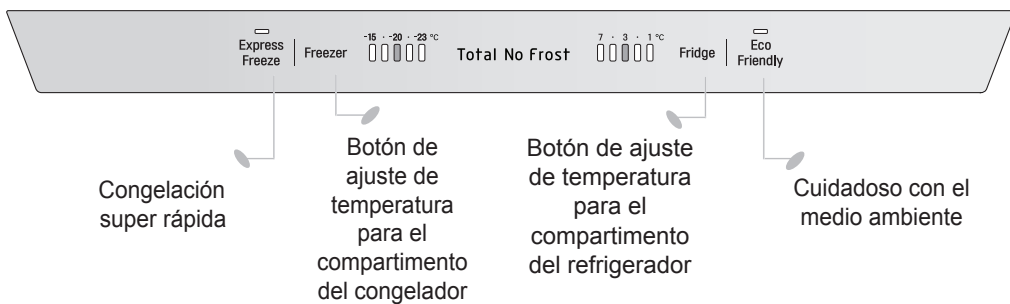 -15 · -20 · -23 °C
7 · 3 · 1 °C
Express
Freeze
Freezer
Total No Frost
Fridge
Eco
Friendly
Congelación
super rápida
Botón de
ajuste de
temperatura
para el
compartimento
del congelador
Botón de ajuste
de temperatura
para el
compartimento
del refrigerador
Cuidadoso con el
medio ambiente